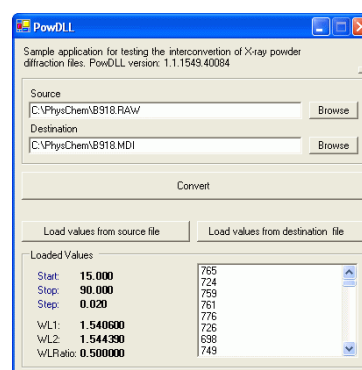 PowDLL
Sample application for testing the interconvertion of X-ray powder
diffraction files. PowDLL version: 1.1.1549.40084
Source
C:\PhysChem\B918.RAW Browse
Destination
C:\PhysChem\B918.MDI Browse
Convert
Load values from source file Load values from destination file
Loaded Values
Start: 15.000
Stop: 90.000
Step: 0.020
WL1: 1.540600
WL2: 1.544390
WLRatio: 0.500000
765
724
759
761
776
726
698
749